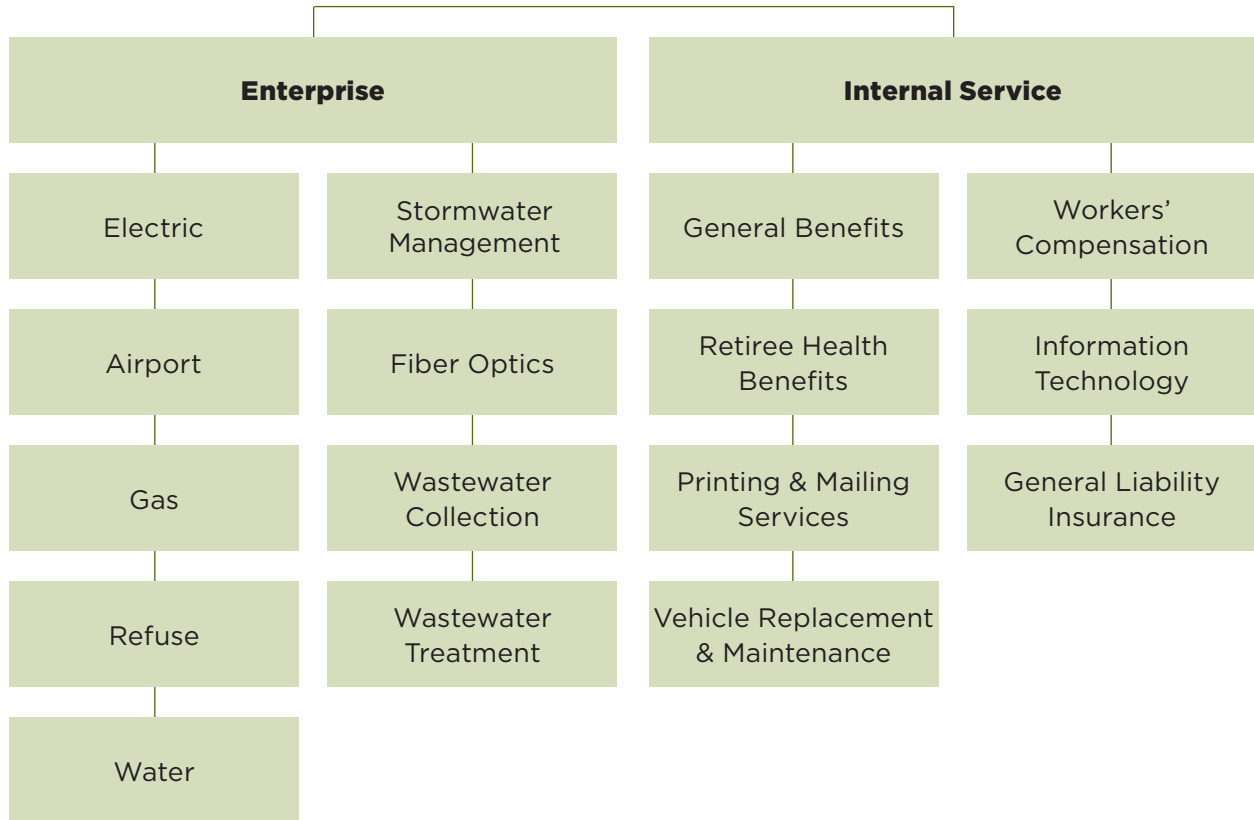 Enterprise
Internal Service
Electric
Airport
Gas
Refuse
Water
Stormwater
Management
Fiber Optics
Wastewater
Collection
Wastewater
Treatment
General Benefits
Retiree Health
Benefits
Printing & Mailing
Services
Vehicle Replacement
& Maintenance
Workers’
Compensation
Information
Technology
General Liability
Insurance